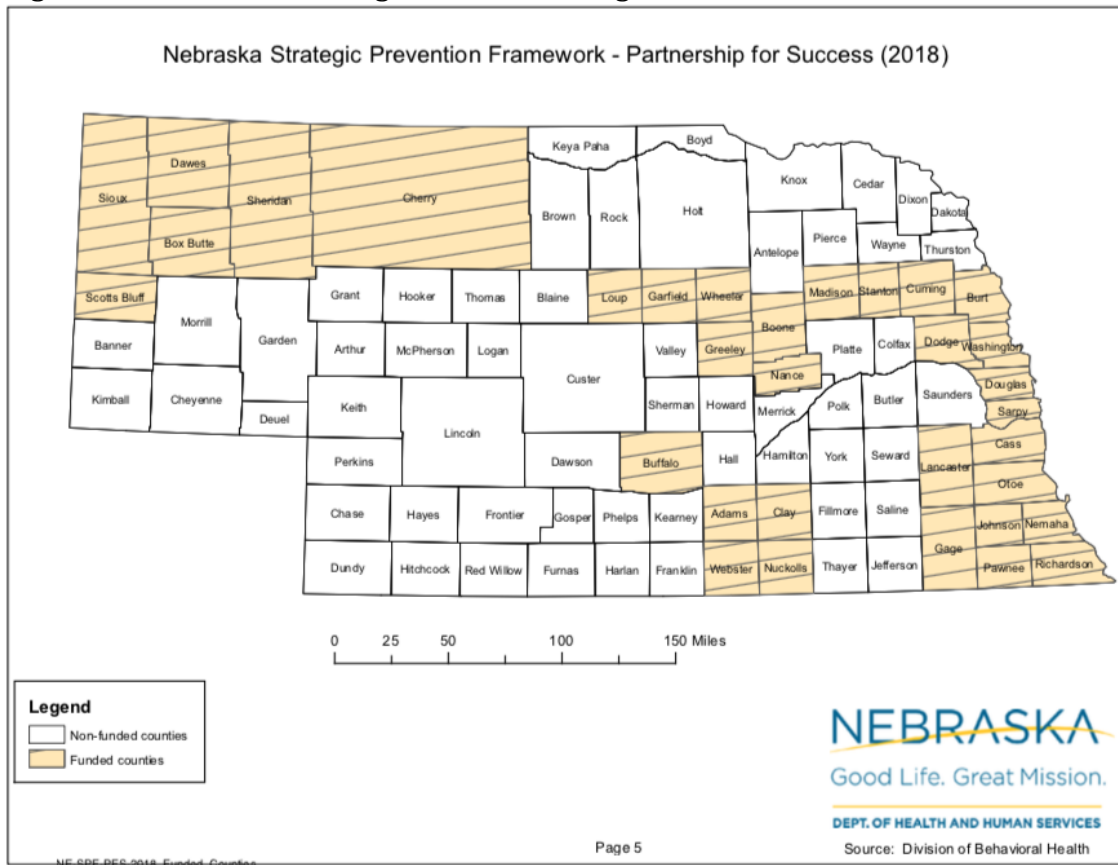 Nebraska Strategic Prevention Framework - Partnership for Success (2018)
Keya Paha
Boyd
Knox
Cedar
Dixon
Dakota
Dawes
Sioux
Sheridan
Cherry
Brown
Rock
Holt
Box Butte
Antelope
Pierce
Wayne
Thurston
Scotts Bluff
Grant
Hooker
Thomas
Blaine
Loup
Garfield
Wheeler
Madison
Stanton
Cuming
Burt
Morrill
Garden
Banner
Arthur
McPherson
Logan
Valley
Greeley
Boone
Platte
Colfax
Dodge
Washington
Kimball
Cheyenne
Deuel
Keith
Lincoln
Custer
Sherman
Howard
Nance
Merrick
Polk
Butler
Saunders
Douglas
Sarpy
Perkins
Dawson
Buffalo
Hall
Hamilton
York
Seward
Lancaster
Cass
Otoe
Chase
Hayes
Frontier
Gosper
Phelps
Kearney
Adams
Clay
Fillmore
Saline
Gage
Johnson
Nemaha
Dundy
Hitchcock
Red Willow
Furnas
Harlan
Franklin
Webster
Nuckolls
Thayer
Jefferson
Pawnee
Richardson
0 25 50 100 150 Miles
Legend
Non-funded counties
Funded counties
NEBRASKA
Good Life. Great Mission.
DEPT. OF HEALTH AND HUMAN SERVICES
Page 5
Source: Division of Behavioral Health